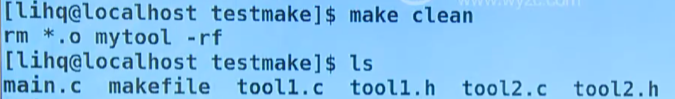 [lihq@localhost testmake]$ make clean
rm *.o mytool -rf
[lihq@localhost testmake]$ ls
main.c makefile tool1.c tool1.h tool2.c tool2.h